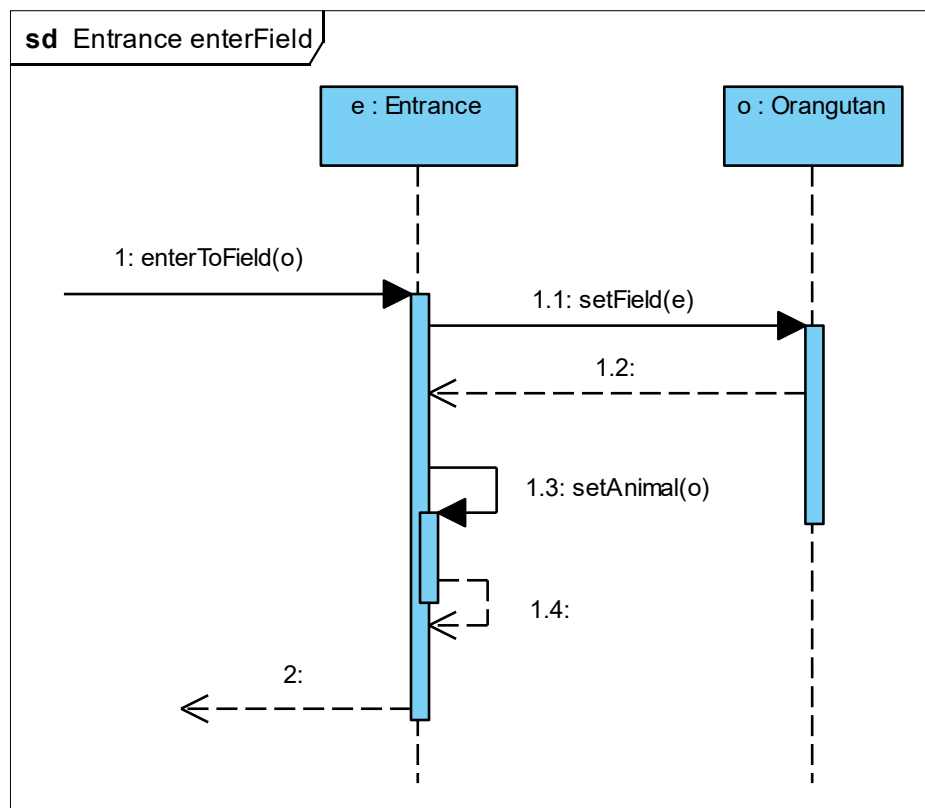 sd Entrance enterField
e : Entrance
o : Orangutan
1: enterToField(o)
1.1: setField(e)
1.2:
1.3: setAnimal(o)
1.4:
2: